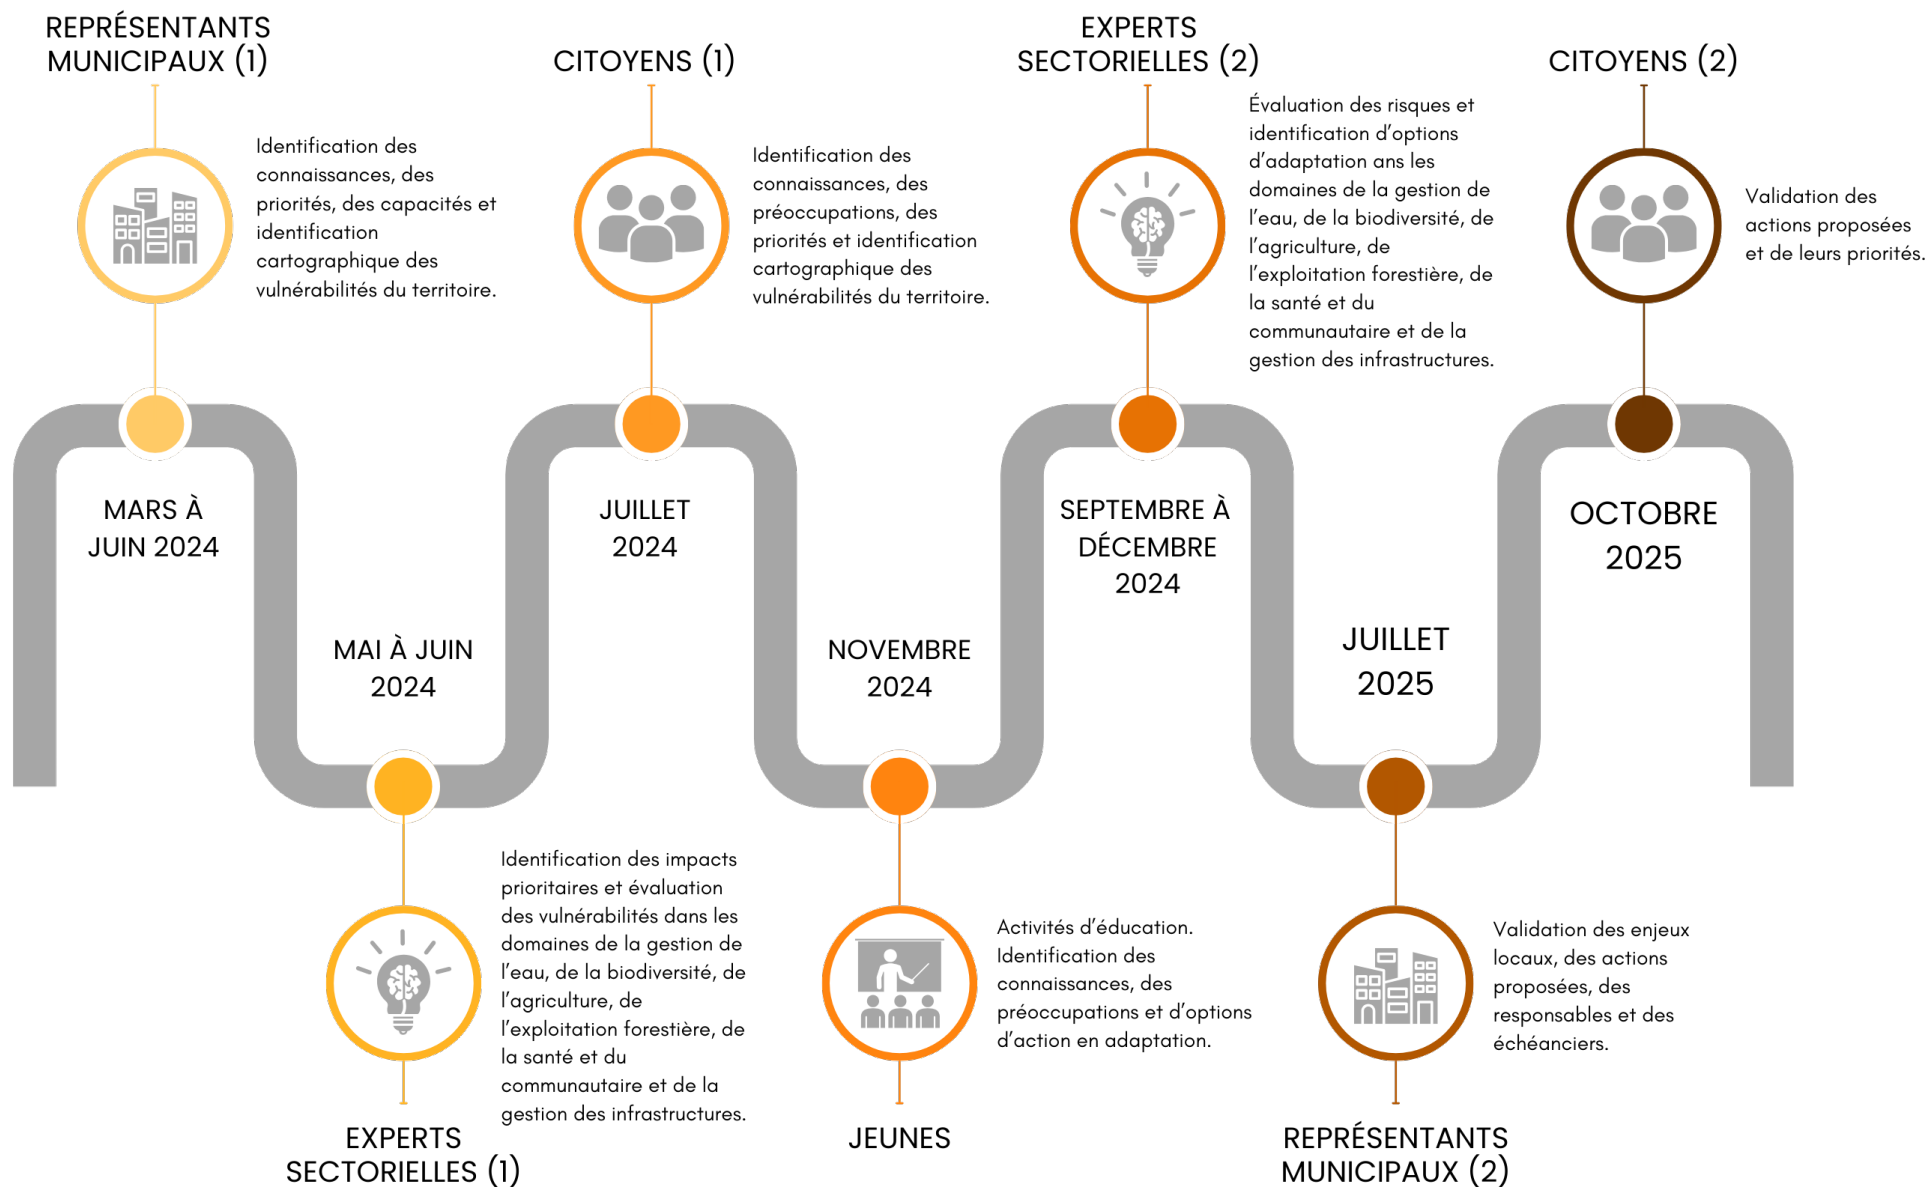 REPRÉSENTANTS
MUNICIPAUX (1)
Identification des
connaissances, des
priorités, des capacités et
identification
cartographique des
vulnérabilités du territoire.
MARS À
JUIN 2024
MAI À JUIN
2024
Identification des impacts
prioritaires et évaluation
des vulnérabilités dans les
domaines de la gestion de
l'eau, de la biodiversité, de
l'agriculture, de
l'exploitation forestière, de
la santé et du
communautaire et de la
gestion des infrastructures.
EXPERTS
SECTORIELLES (1)
CITOYENS (1)
Identification des
connaissances, des
préoccupations, des
priorités et identification
cartographique des
vulnérabilités du territoire.
JUILLET
2024
NOVEMBRE
2024
Activités d'éducation.
Identification des
connaissances, des
préoccupations et d'options
d'action en adaptation.
JEUNES
EXPERTS
SECTORIELLES (2)
Évaluation des risques et
identification d'options
d'adaptation ans les
domaines de la gestion de
l'eau, de la biodiversité, de
l'agriculture, de
l'exploitation forestière, de
la santé et du
communautaire et de la
gestion des infrastructures.
SEPTEMBRE À
DÉCEMBRE
2024
JUILLET
2025
Validation des enjeux
locaux, des actions
proposées, des
responsables et des
échéanciers.
REPRÉSENTANTS
MUNICIPAUX (2)
CITOYENS (2)
Validation des
actions proposées
et de leurs priorités.
OCTOBRE
2025